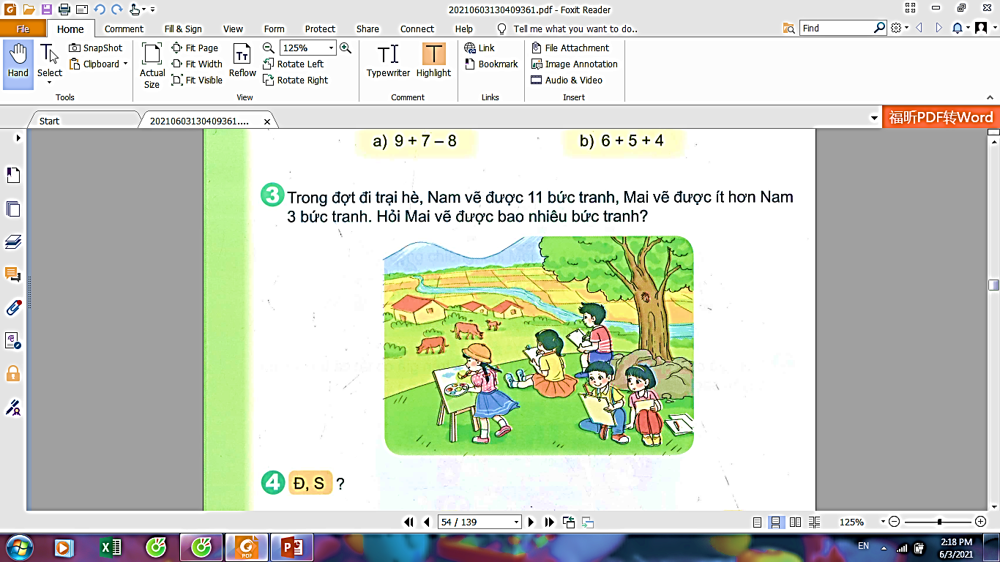 20210603130409361.pdf - Foxit Reader
File Home Comment Fill & Sign View Form Protect Share Connect Help Tell me what you want to do.. Find
Hand
Select
SnapShot
Clipboard
Tools
Actual Size
Fit Page
Fit Width
Fit Visible
Reflow
125%
Rotate Left
Rotate Right
View
Typewriter
Highlight
Comment
Link
Bookmark
Links
File Attachment
Image Annotation
Audio & Video
Insert
Start
20210603130409361....
福昕PDF转Word
a) 9 + 7 – 8
b) 6 + 5 + 4
3 Trong đợt đi trại hè, Nam vẽ được 11 bức tranh, Mai vẽ được ít hơn Nam
3 bức tranh. Hỏi Mai vẽ được bao nhiêu bức tranh?
4 Đ, S ?
54 / 139
125%
EN
2:18 PM
6/3/2021